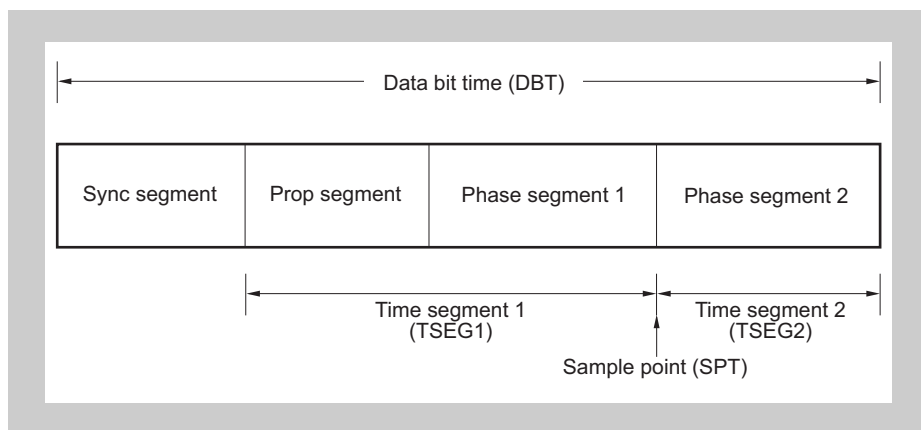 Data bit time (DBT)
Sync segment
Prop segment
Phase segment 1
Phase segment 2
Time segment 1
(TSEG1)
Time segment 2
(TSEG2)
Sample point (SPT)